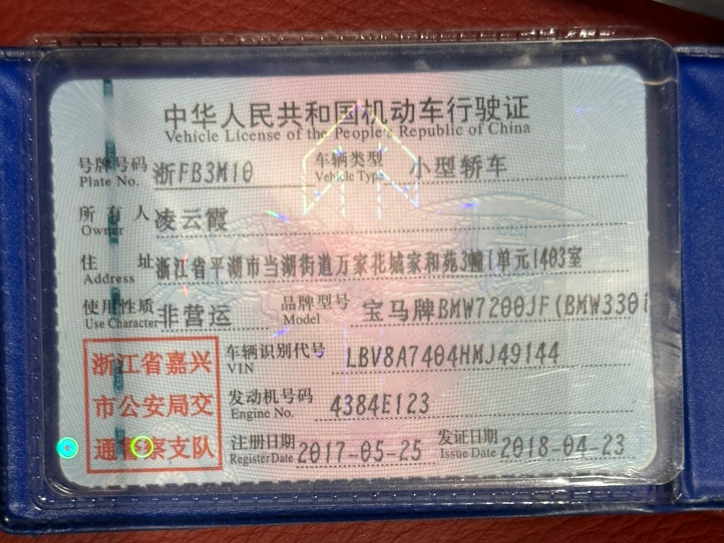 中华人民共和国机动车行驶证
Vehicle License of the People's Republic of China
号牌号码 浙FB3M10 车辆类型 小型轿车
Plate No. Vehicle Type
所有人 凌云霞
Owner
住址 浙江省平湖市当湖街道万家花城家和苑3幢1单元1403室
Address
使用性质 非营运 品牌型号 宝马牌BMW7200JF(BMW330i
Use Character Model
浙江省嘉兴
市公安局交
通警察支队
车辆识别代号 LBV8A7404HMJ49144
VIN
发动机号码 4384E123
Engine No.
注册日期 2017-05-25 发证日期 2018-04-23
Register Date Issue Date